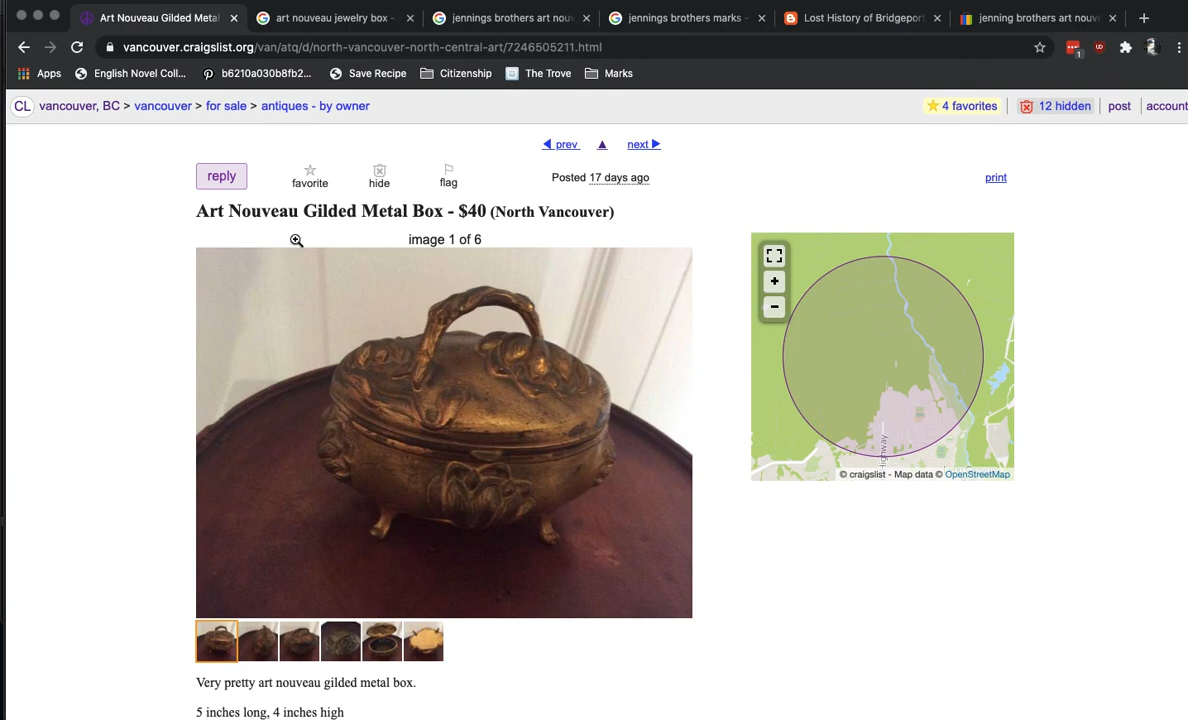 Art Nouveau Gilded Metal
art nouveau jewelry box -
jennings brothers art nouv
jennings brothers marks -
Lost History of Bridgeport
jenning brothers art nouv
vancouver.craigslist.org/van/atq/d/north-vancouver-north-central-art/7246505211.html
1
UD
Apps
English Novel Coll...
b6210a030b8fb2...
Save Recipe
Citizenship
The Trove
Marks
CL vancouver, BC > vancouver > for sale > antiques - by owner
4 favorites
12 hidden
post
account
prev
next
reply
favorite
hide
flag
Posted 17 days ago
print
Art Nouveau Gilded Metal Box - $40 (North Vancouver)
image 1 of 6
+
-
Highway
© craigslist - Map data © OpenStreetMap
Very pretty art nouveau gilded metal box.
5 inches long, 4 inches high